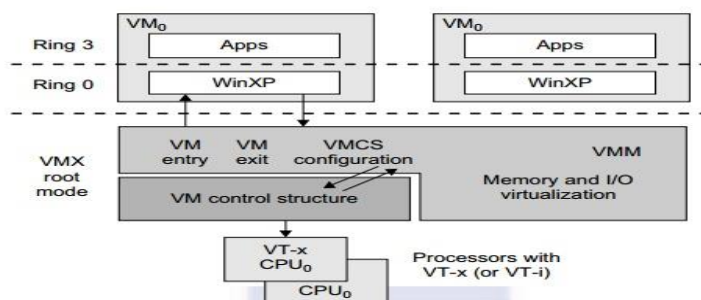 VM0
VM0
Ring 3
Apps
Apps
Ring 0
WinXP
WinXP
VMX root mode
VM entry
VM exit
VMCS configuration
VMM
Memory and I/O virtualization
VM control structure
VT-x CPU0
CPU0
Processors with VT-x (or VT-i)